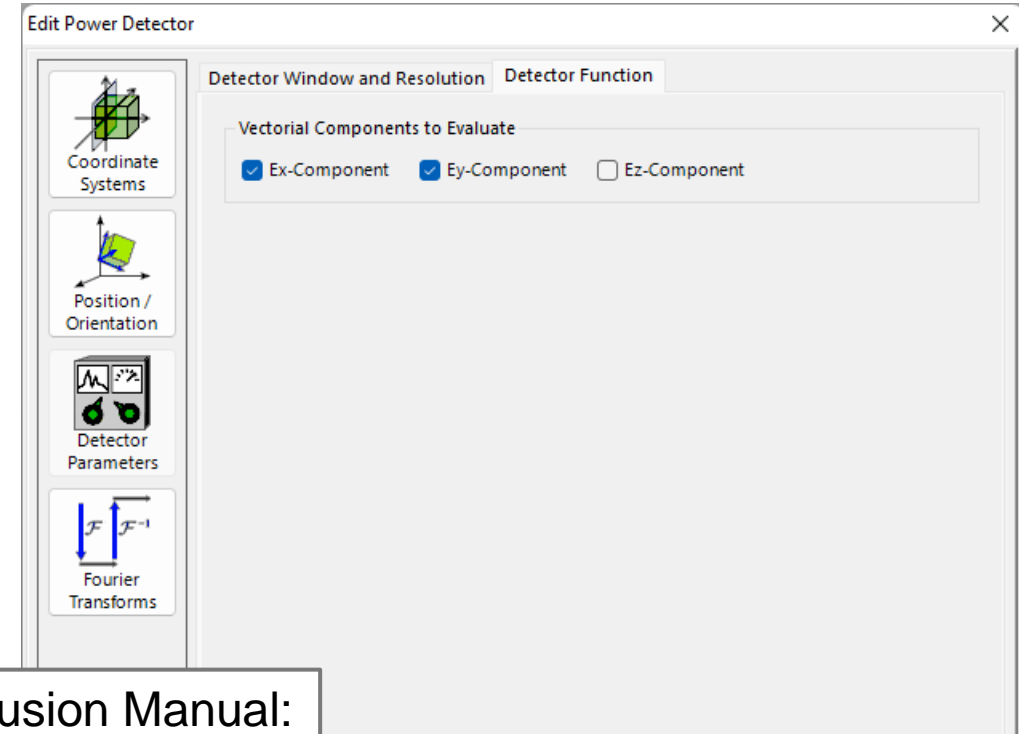 Edit Power Detector
Detector Window and Resolution Detector Function
Vectorial Components to Evaluate
Ex-Component Ey-Component Ez-Component
Coordinate
Systems
Position /
Orientation
Detector
Parameters
F F⁻¹
Fourier
Transforms
usion Manual: